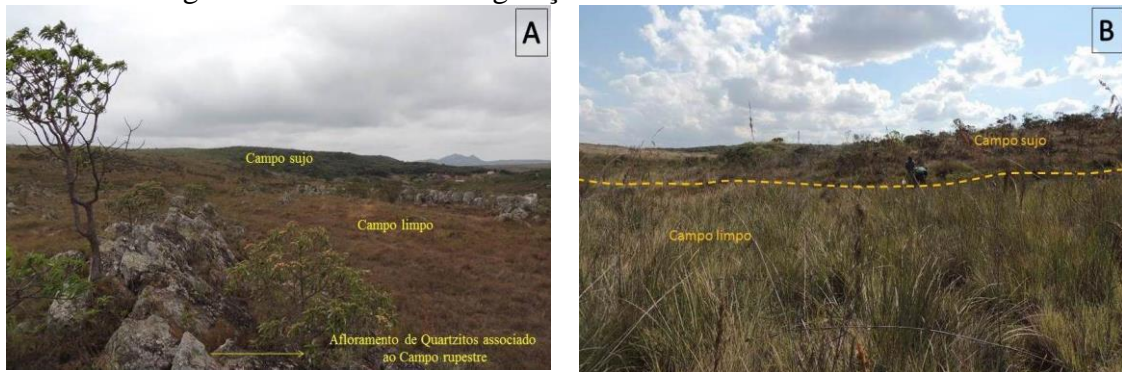 A
Campo sujo
Campo limpo
Afloramento de Quartzitos associado
ao Campo rupestre
B
Campo sujo
Campo limpo